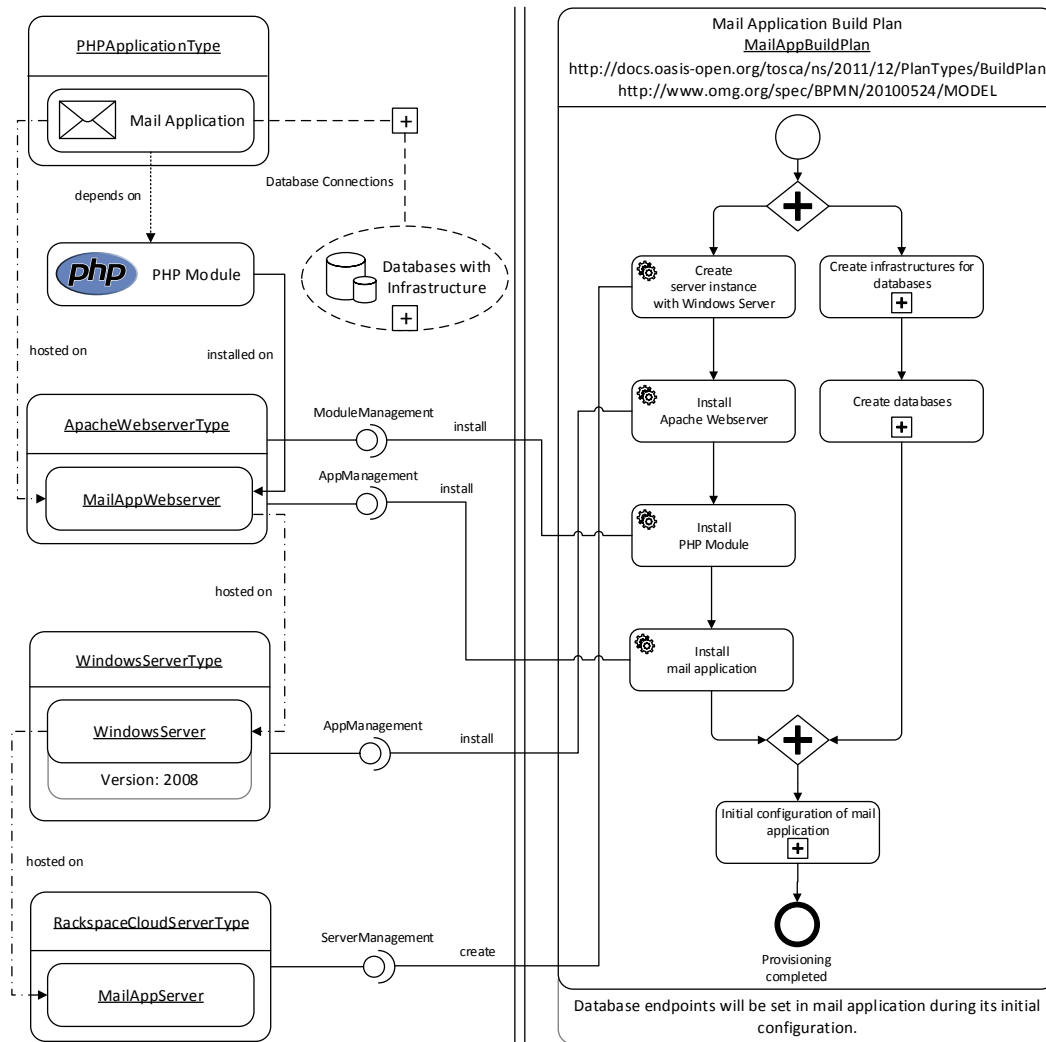 PHPApplicationType
Mail Application
Database Connections
depends on
php
PHP Module
Databases with
Infrastructure
hosted on
installed on
ApacheWebserverType
MailAppWebserver
ModuleManagement
install
AppManagement
install
hosted on
WindowsServerType
WindowsServer
Version: 2008
AppManagement
install
hosted on
RackspaceCloudServerType
MailAppServer
ServerManagement
create
Mail Application Build Plan
MailAppBuildPlan
http://docs.oasis-open.org/tosca/ns/2011/12/PlanTypes/BuildPlan
http://www.omg.org/spec/BPMN/20100524/MODEL
Create
server instance
with Windows Server
Create infrastructures for
databases
Install
Apache Webserver
Create databases
Install
PHP Module
Install
mail application
Initial configuration of mail
application
Provisioning
completed
Database endpoints will be set in mail application during its initial
configuration.